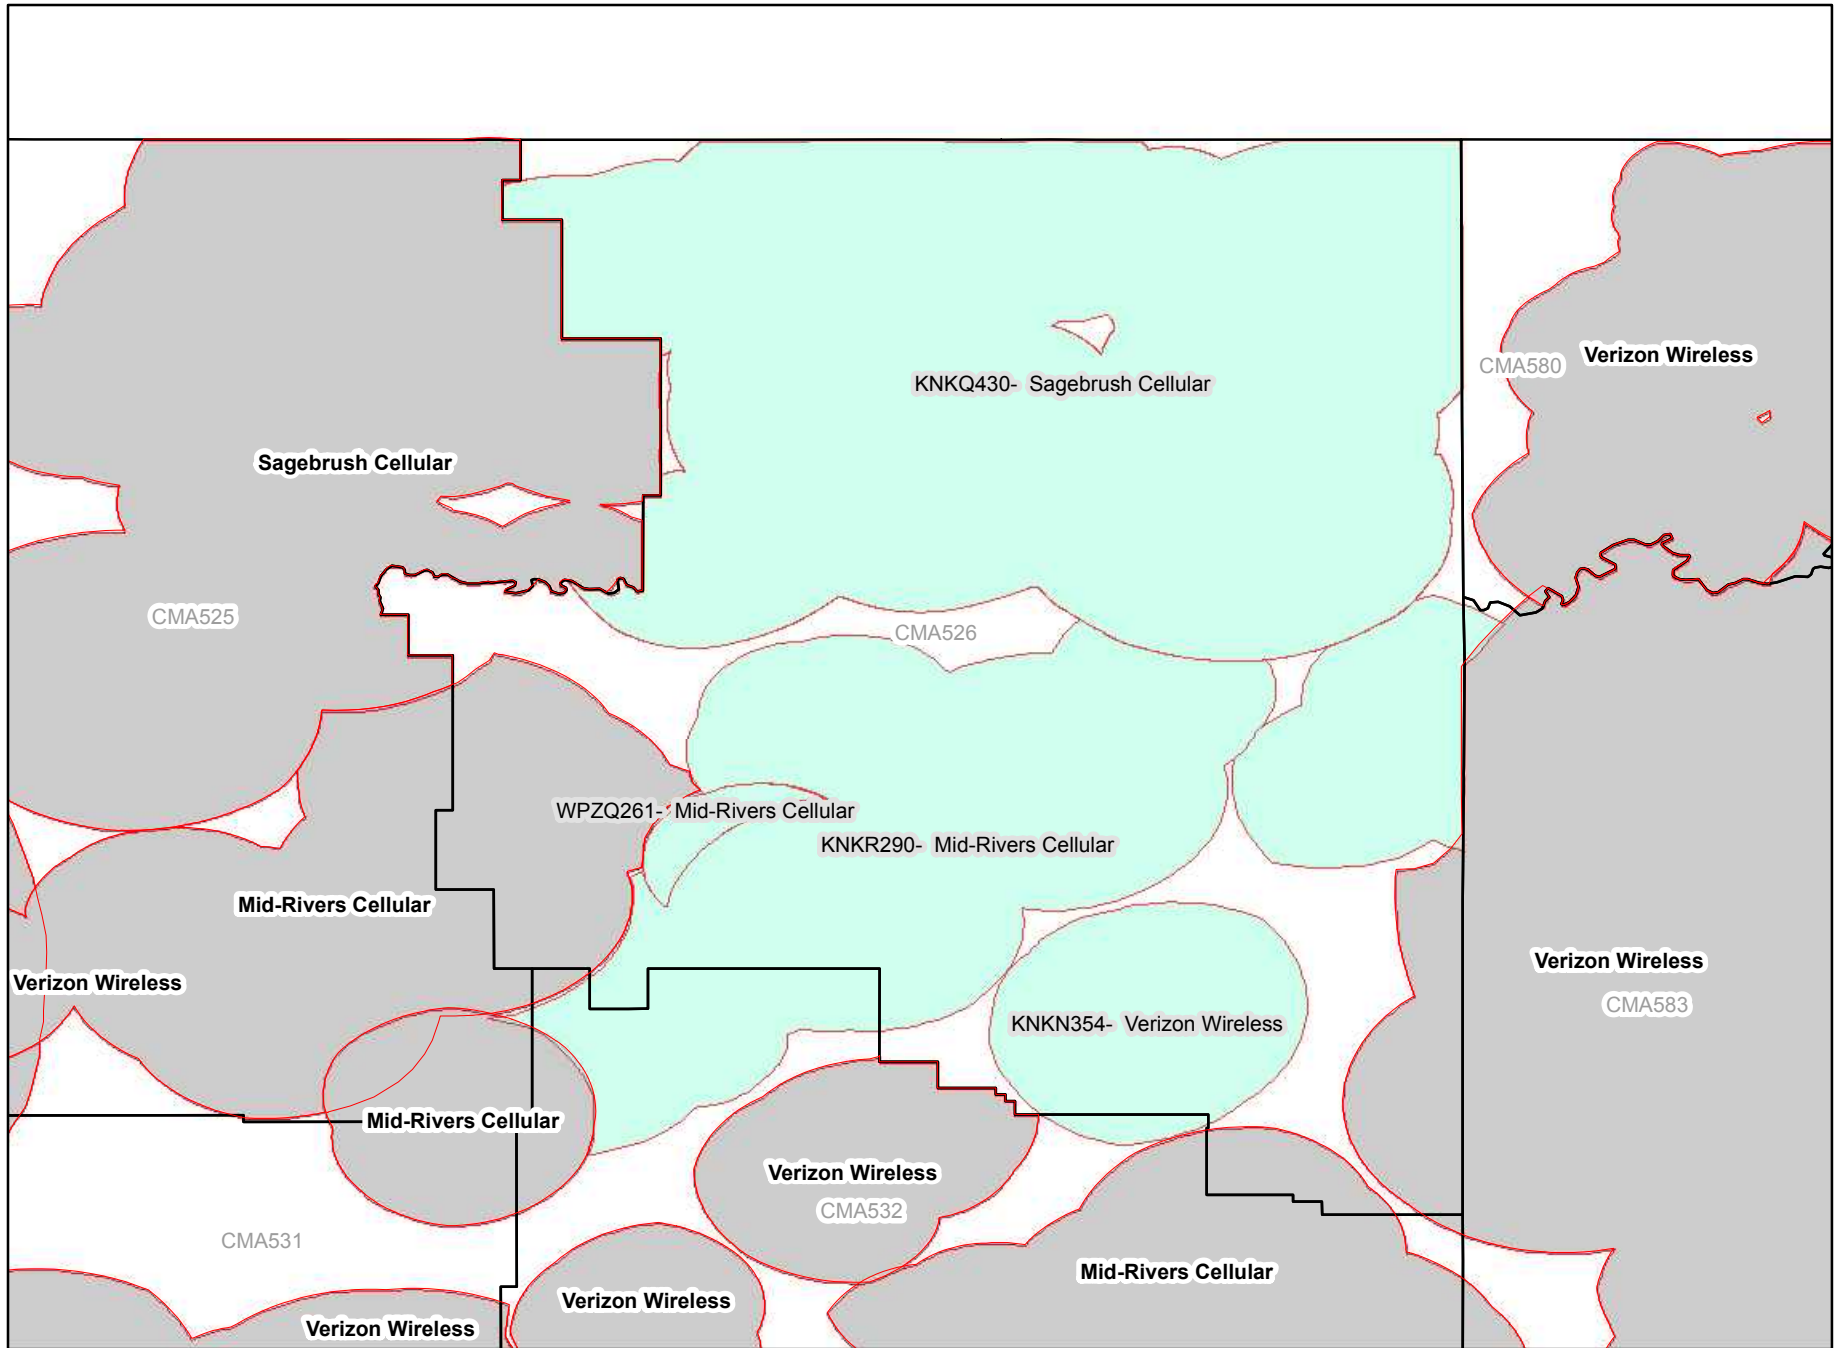 Verizon Wireless
CMA580
KNKQ430- Sagebrush Cellular
Sagebrush Cellular
CMA525
CMA526
WPZQ261- Mid-Rivers Cellular
KNKR290- Mid-Rivers Cellular
Mid-Rivers Cellular
Verizon Wireless
Verizon Wireless
CMA583
KNKN354- Verizon Wireless
Mid-Rivers Cellular
Verizon Wireless
CMA532
CMA531
Mid-Rivers Cellular
Verizon Wireless
Verizon Wireless